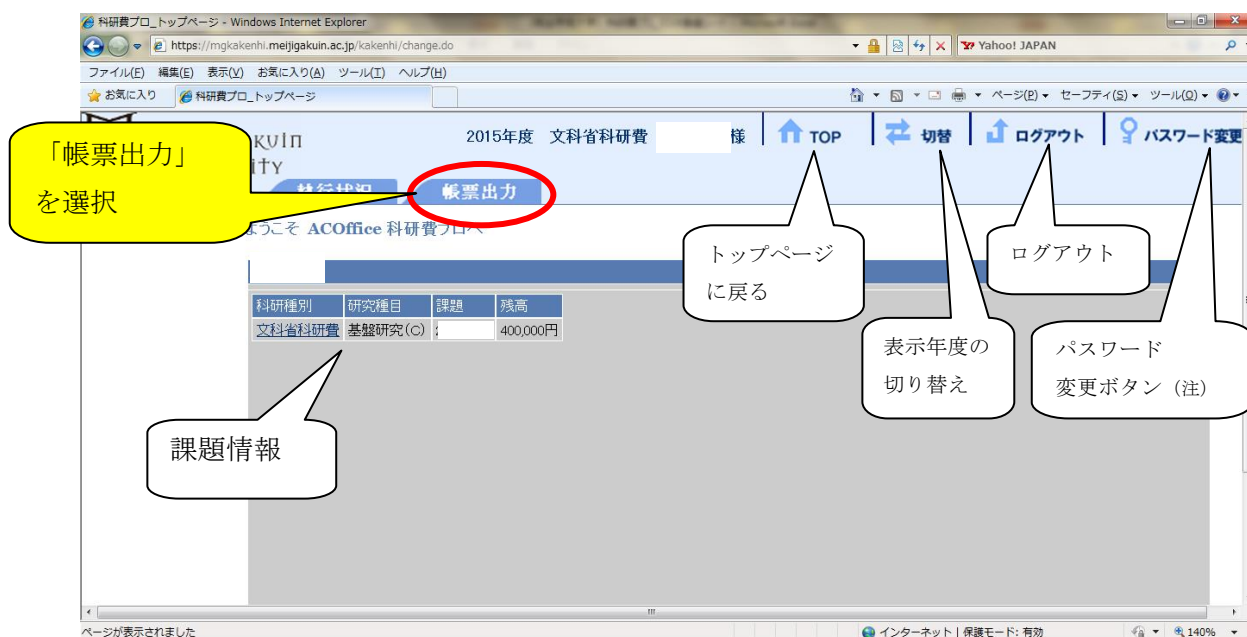 科研費プロ_トップページ - Windows Internet Explorer
https://mgkakenhi.meijigakuin.ac.jp/kakenhi/change.do
Yahoo! JAPAN
ファイル(F) 編集(E) 表示(V) お気に入り(A) ツール(T) ヘルプ(H)
お気に入り 科研費プロ_トップページ
ページ(P) セーフティ(S) ツール(O)
2015年度 文科省科研費 様 TOP 切替 ログアウト パスワード変更
執行状況 帳票出力
「帳票出力」
を選択
ようこそ ACOffice 科研費プロへ
トップページ
に戻る
ログアウト
科研種別 研究種目 課題 残高
文科省科研費 基盤研究(C) 400,000円
表示年度の
切り替え
パスワード
変更ボタン（注）
課題情報
ページが表示されました
インターネット | 保護モード: 有効
140%